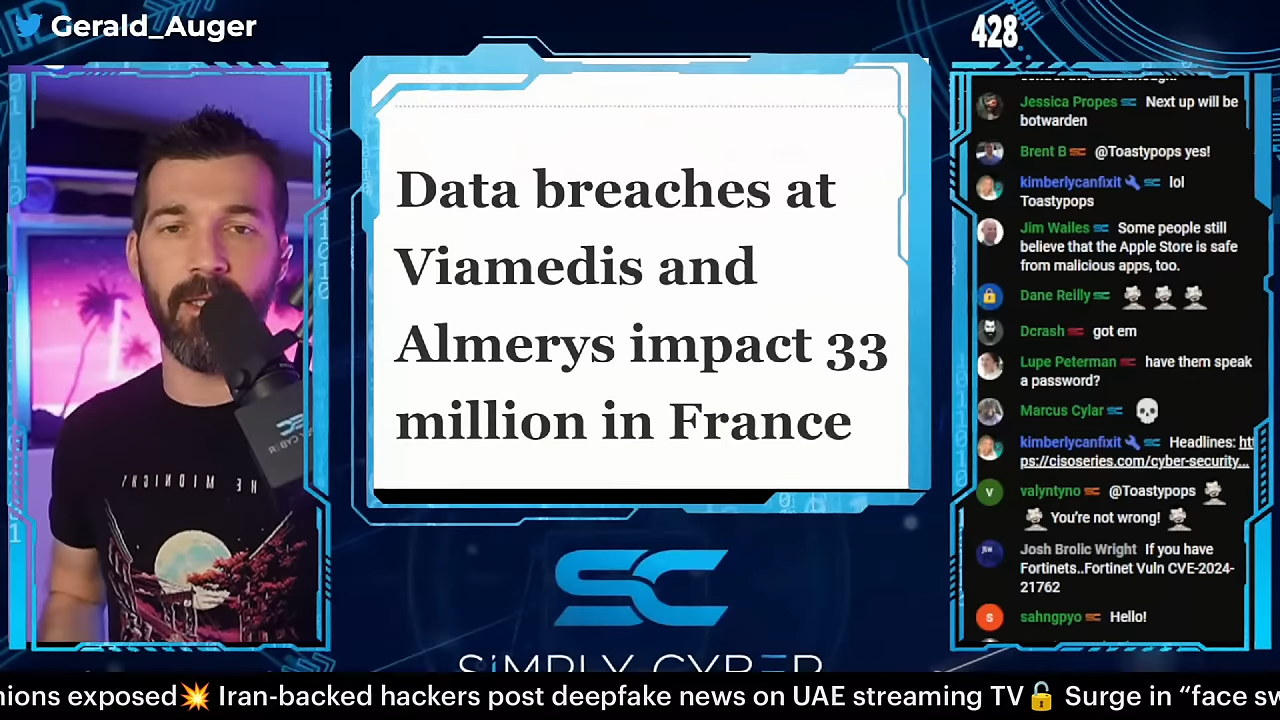 Gerald_Auger
428
Data breaches at
Viamedis and
Almerys impact 33
million in France
SIMPLY CYBER
Jessica Propes Next up will be
botwarden
Brent B @Toastypops yes!
kimberlycanfixit lol
Toastypops
Jim Wailes Some people still
believe that the Apple Store is safe
from malicious apps, too.
Dane Reilly
Dcrash got em
Lupe Peterman have them speak
a password?
Marcus Cylar
kimberlycanfixit Headlines: htt
ps://cisoseries.com/cyber-security...
V valyntyno @Toastypops
You're not wrong!
Josh Brolic Wright If you have
Fortinets..Fortinet Vuln CVE-2024-
21762
S sahngpyo Hello!
nions exposed💥 Iran-backed hackers post deepfake news on UAE streaming TV🔓 Surge in “face sw